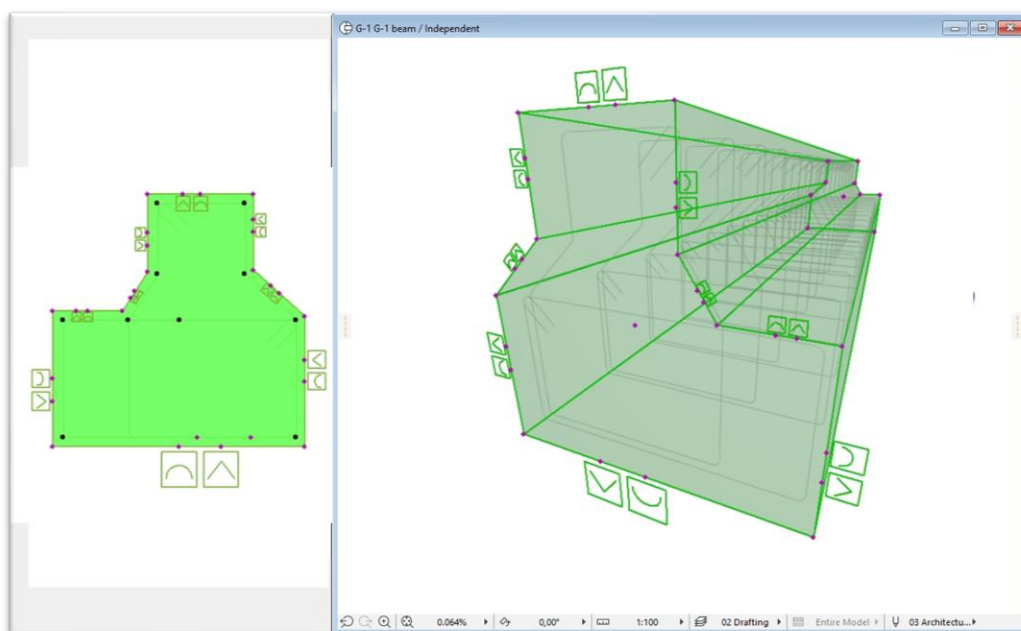 G-1 G-1 beam / Independent
0.064% 0,00° 1:100 02 Drafting Entire Model 03 Architectu...